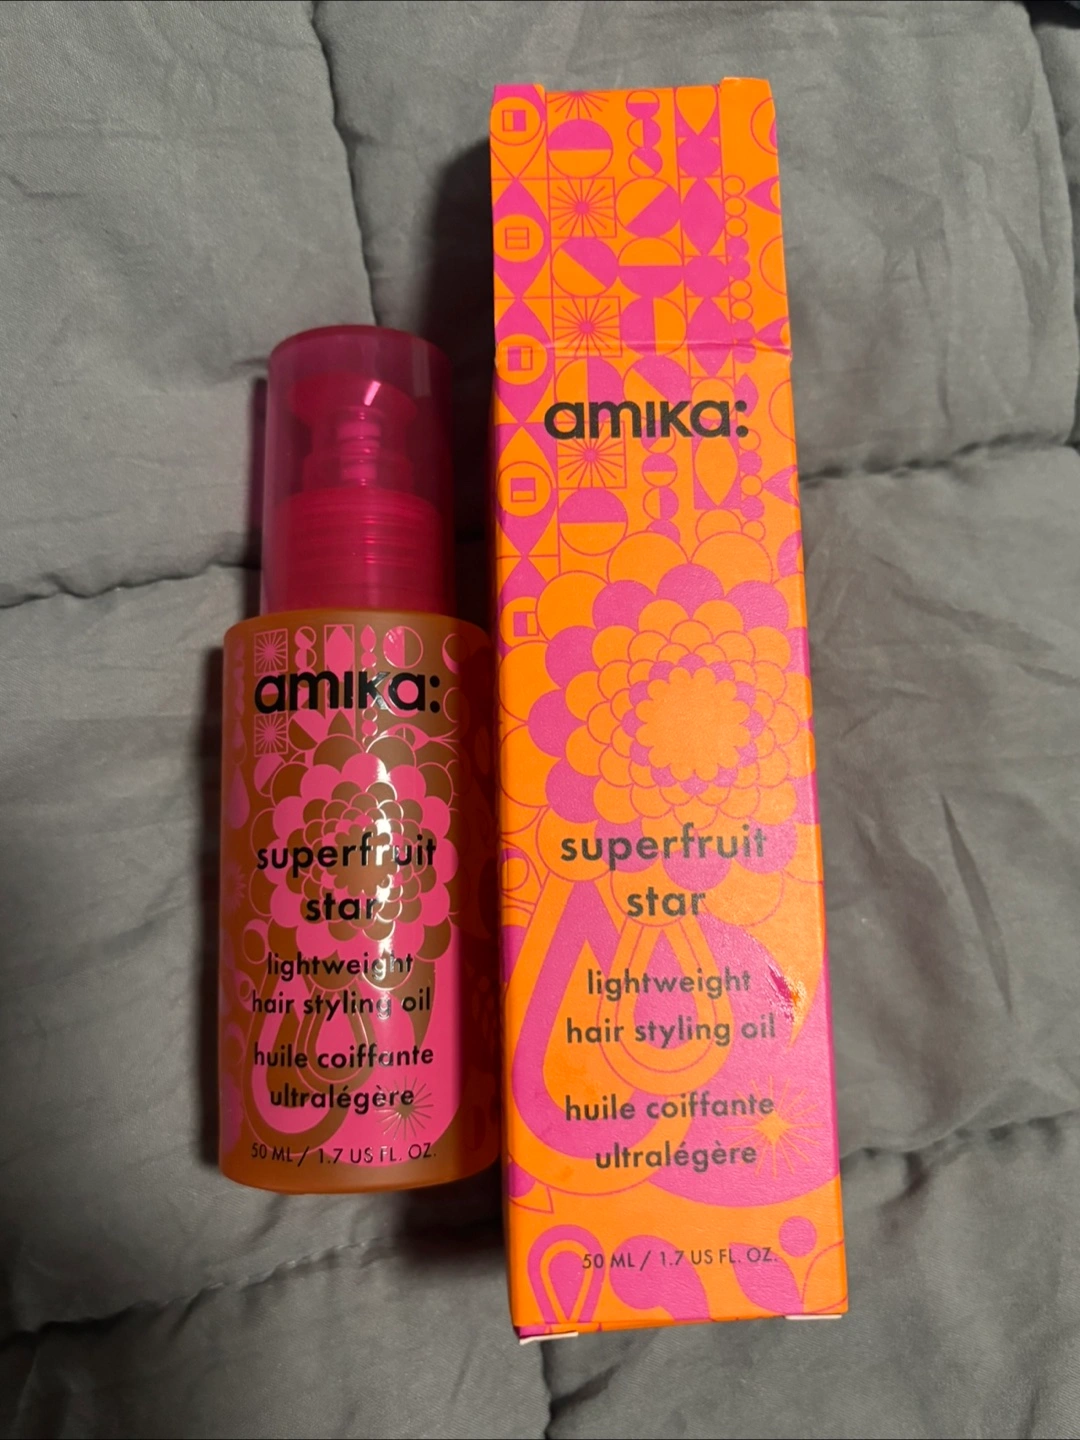 amika:
superfruit
star
lightweight
hair styling oil
huile coiffante
ultralégère
50 ML / 1.7 US FL. OZ.
amika:
superfruit
star
lightweight
hair styling oil
huile coiffante
ultralégère
50 ML / 1.7 US FL. OZ.